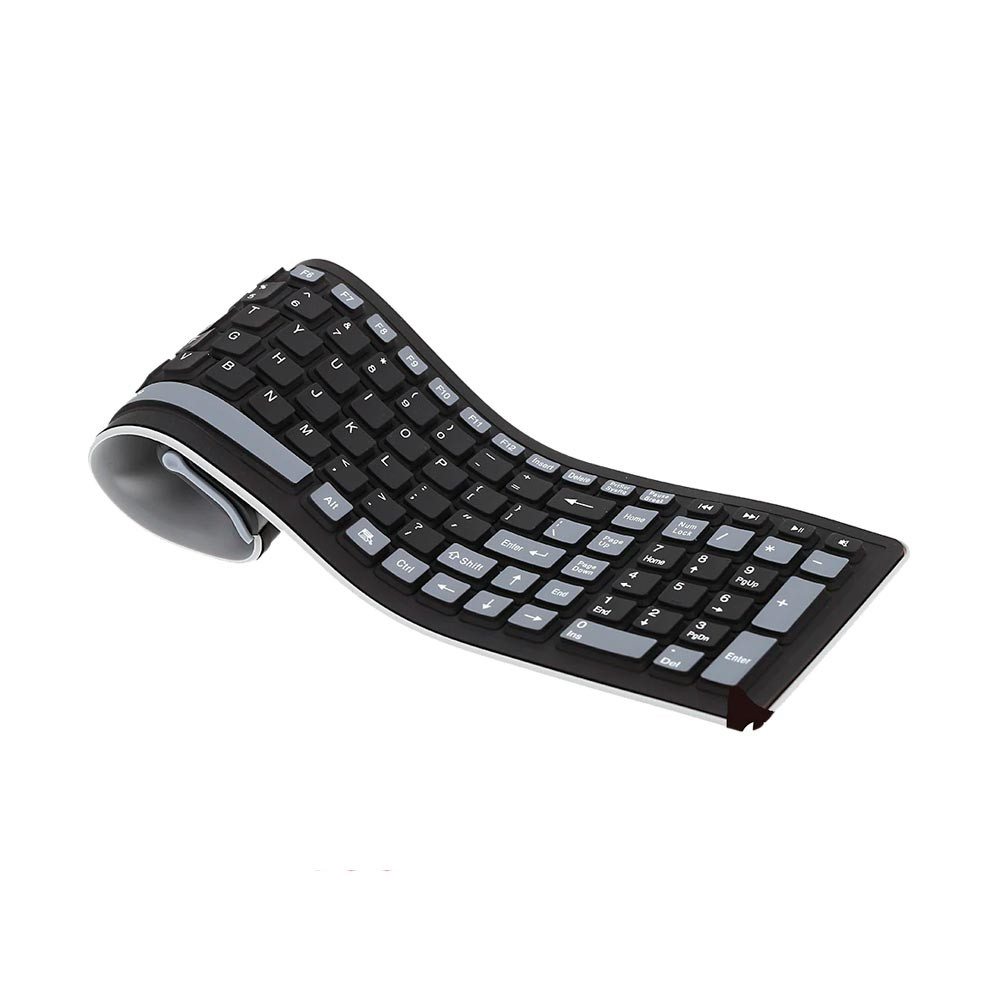 F6 F7 F8 F9 F10 F11 F12 Insert Delete Pause Break
5 ^ 6 & 7 * 8 ( 9 ) 0 - + =
T Y U I O P { [ } ]
G H J K L : ; "
V B N M < , > .
Alt Ctrl Shift Enter
Home
Page Up
Page Down
End
Num Lock / * -
7 Home 8 9 PgUp +
4 5 6
1 End 2 3 PgDn Enter
0 Ins . Del